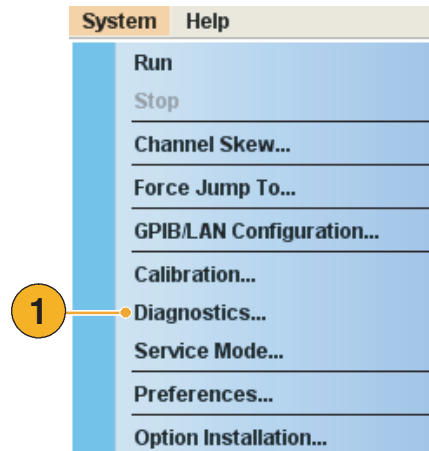 System Help
Run
Stop
Channel Skew...
Force Jump To...
GPIB/LAN Configuration...
Calibration...
1 Diagnostics...
Service Mode...
Preferences...
Option Installation...